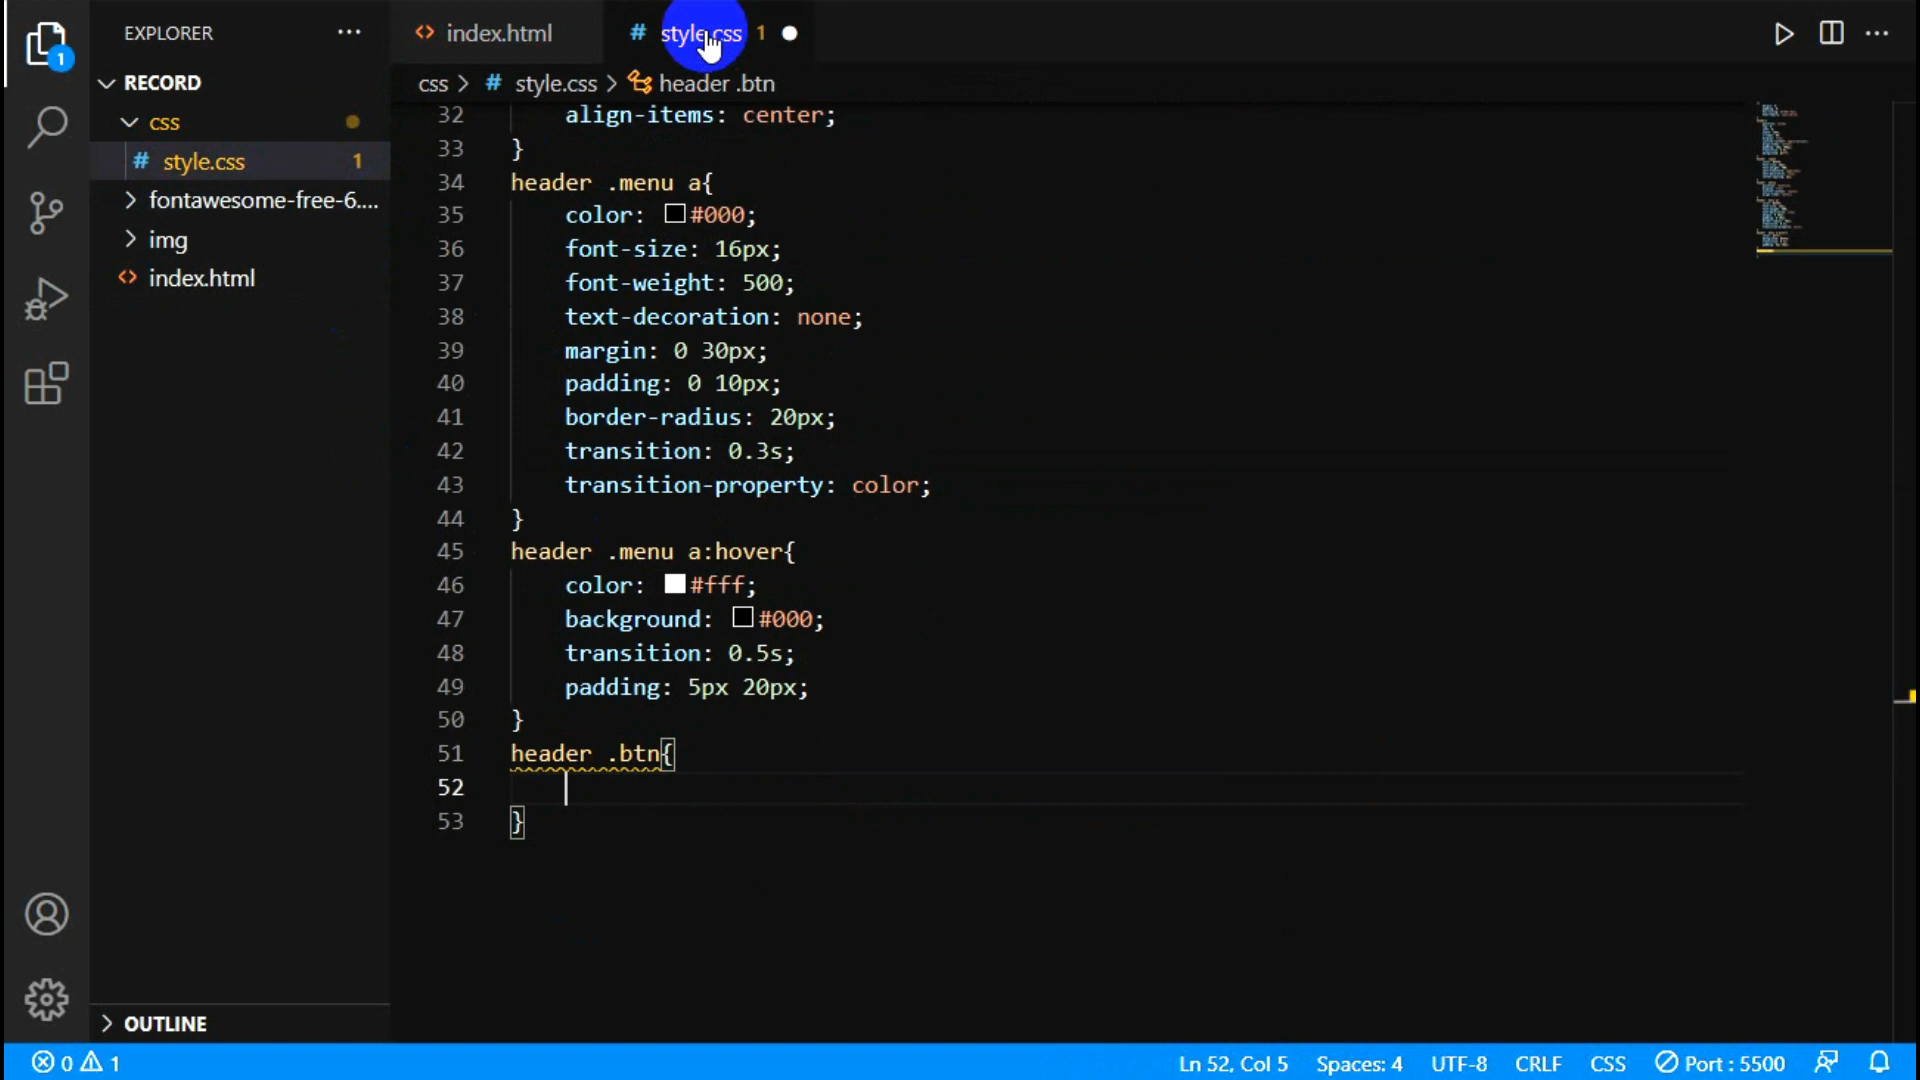 EXPLORER
index.html
# style.css 1
1
RECORD
css > # style.css > header .btn
css
# style.css 1
fontawesome-free-6....
img
index.html
32 align-items: center;
33 }
34 header .menu a{
35 color: #000;
36 font-size: 16px;
37 font-weight: 500;
38 text-decoration: none;
39 margin: 0 30px;
40 padding: 0 10px;
41 border-radius: 20px;
42 transition: 0.3s;
43 transition-property: color;
44 }
45 header .menu a:hover{
46 color: #fff;
47 background: #000;
48 transition: 0.5s;
49 padding: 5px 20px;
50 }
51 header .btn{
52
53 }
OUTLINE
0 1 Ln 52, Col 5 Spaces: 4 UTF-8 CRLF CSS Port : 5500